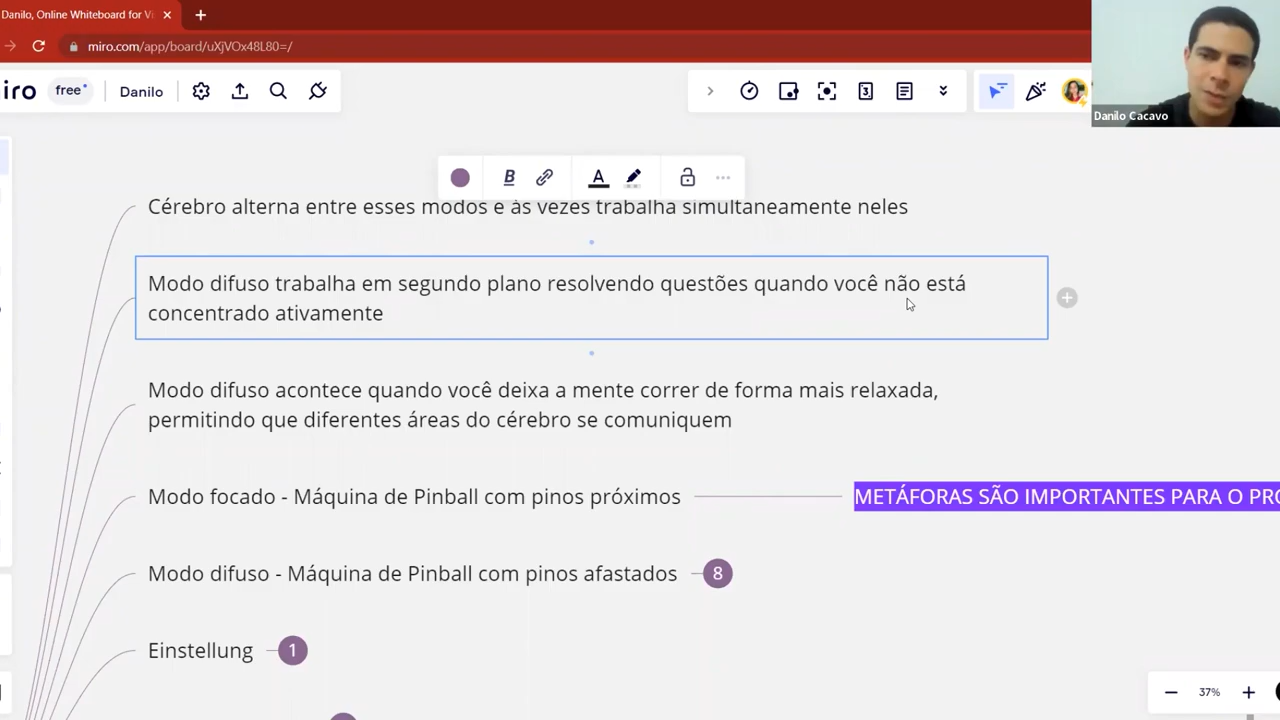 Danilo, Online Whiteboard for Vi
miro.com/app/board/uXjVOx48L80=/
iro free Danilo
3
Danilo Cacavo
B A
Cérebro alterna entre esses modos e às vezes trabalha simultaneamente neles
Modo difuso trabalha em segundo plano resolvendo questões quando você não está
concentrado ativamente
Modo difuso acontece quando você deixa a mente correr de forma mais relaxada,
permitindo que diferentes áreas do cérebro se comuniquem
Modo focado - Máquina de Pinball com pinos próximos
METÁFORAS SÃO IMPORTANTES PARA O PRO
Modo difuso - Máquina de Pinball com pinos afastados 8
Einstellung 1
37%